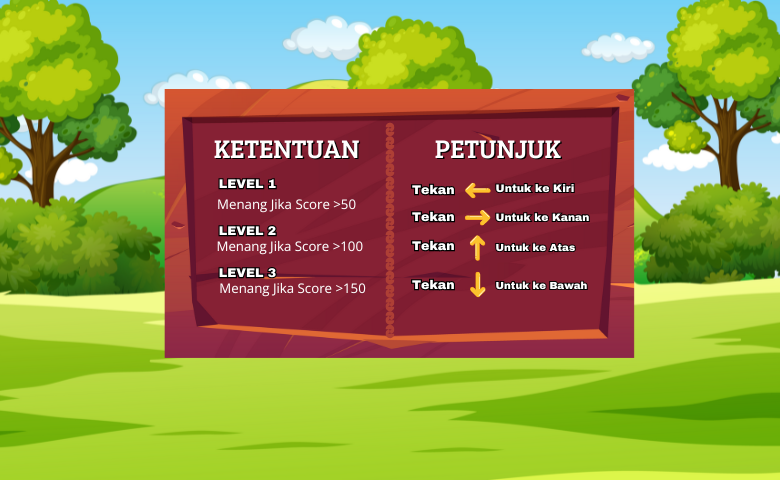 KETENTUAN
LEVEL 1
Menang Jika Score >50
LEVEL 2
Menang Jika Score >100
LEVEL 3
Menang Jika Score >150
PETUNJUK
Tekan ← Untuk ke Kiri
Tekan → Untuk ke Kanan
Tekan ↑ Untuk ke Atas
Tekan ↓ Untuk ke Bawah